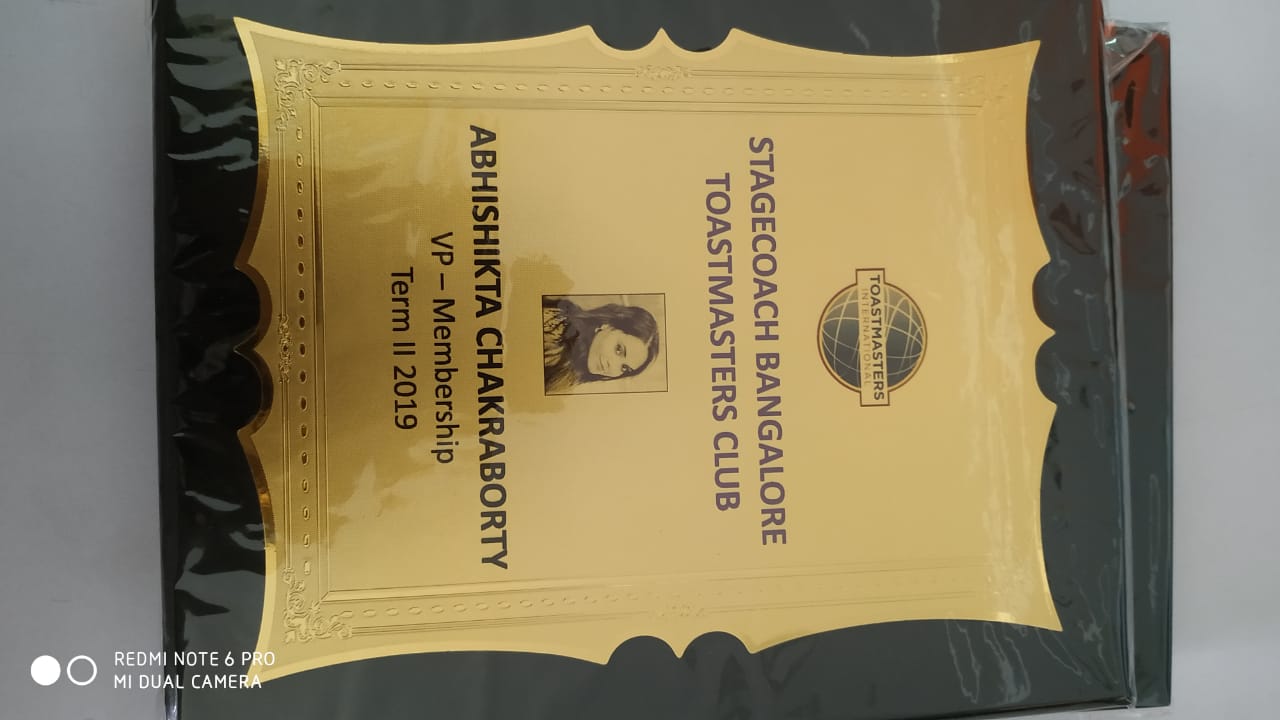 TOASTMASTERS
INTERNATIONAL
STAGECOACH BANGALORE
TOASTMASTERS CLUB
ABHISHIKTA CHAKRABORTY
VP – Membership
Term II 2019
REDMI NOTE 6 PRO
MI DUAL CAMERA